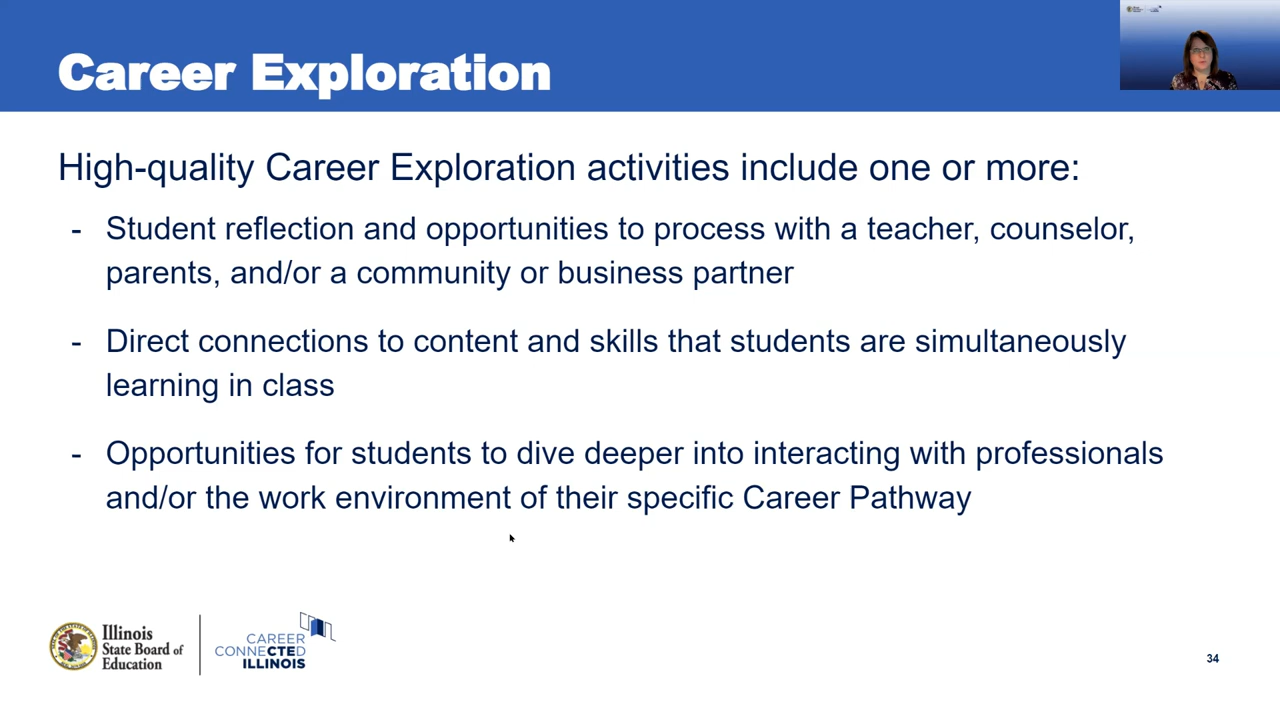 Career Exploration
High-quality Career Exploration activities include one or more:
- Student reflection and opportunities to process with a teacher, counselor,
parents, and/or a community or business partner
- Direct connections to content and skills that students are simultaneously
learning in class
- Opportunities for students to dive deeper into interacting with professionals
and/or the work environment of their specific Career Pathway
Illinois
State Board of
Education
CAREER
CONNECTED
ILLINOIS
34